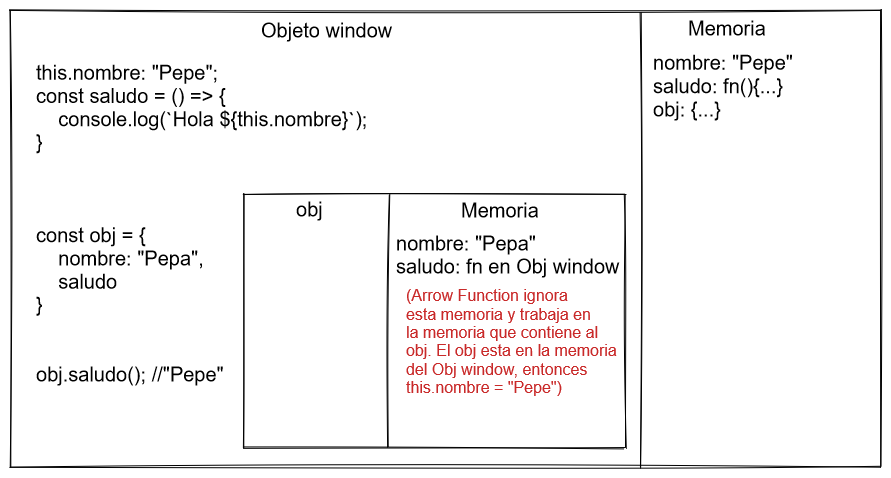 Objeto window
this.nombre: "Pepe";
const saludo = () => {
console.log(`Hola ${this.nombre}`);
}
const obj = {
nombre: "Pepa",
saludo
}
obj.saludo(); //"Pepe"
obj
Memoria
nombre: "Pepa"
saludo: fn en Obj window
(Arrow Function ignora
esta memoria y trabaja en
la memoria que contiene al
obj. El obj esta en la memoria
del Obj window, entonces
this.nombre = "Pepe")
Memoria
nombre: "Pepe"
saludo: fn(){...}
obj: {...}